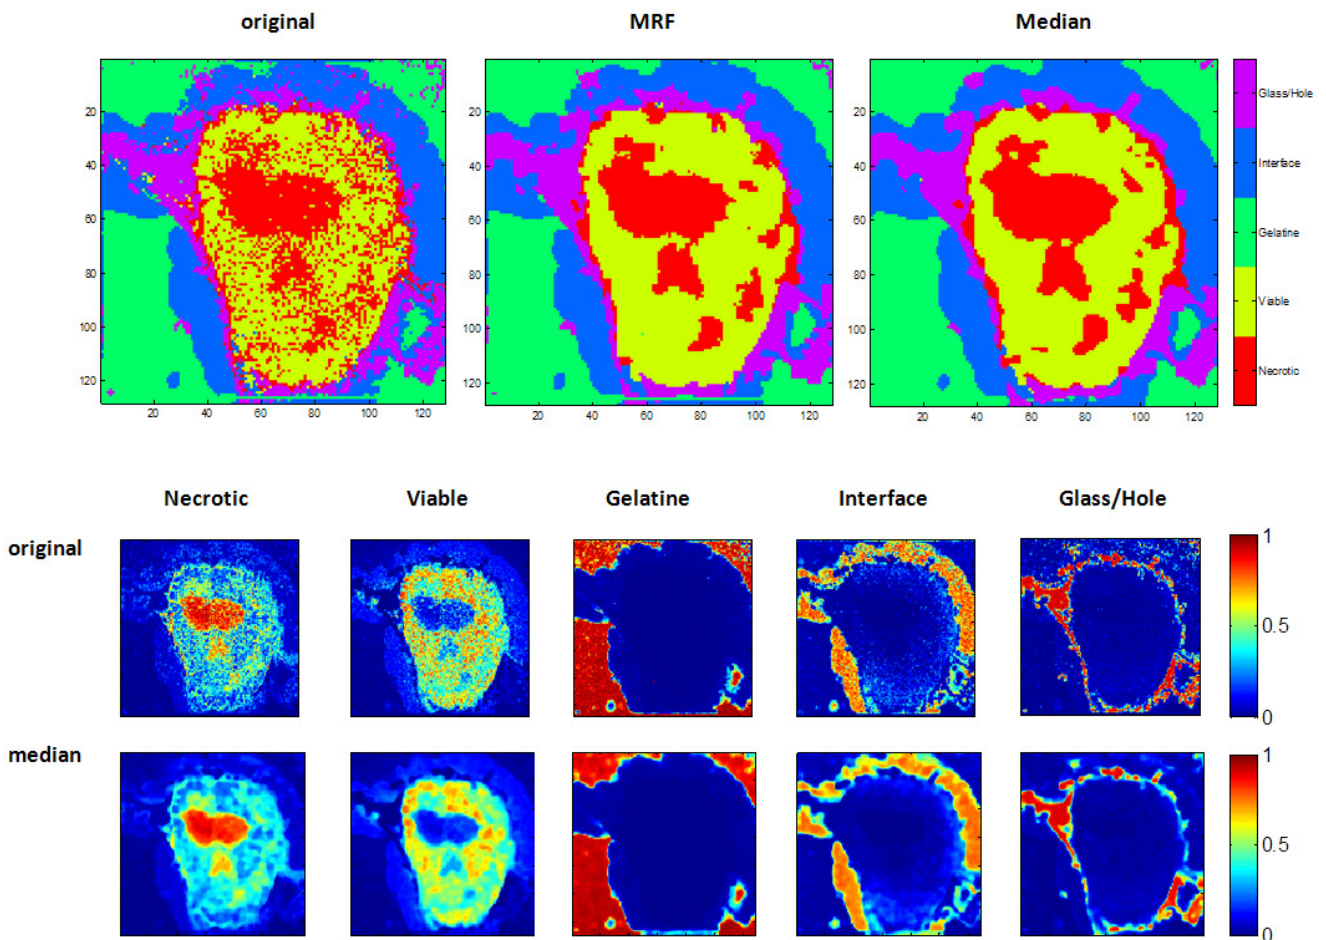 original MRF Median
20 40 60 80 100 120
20 40 60 80 100 120
20 40 60 80 100 120
20 40 60 80 100 120
20 40 60 80 100 120
20 40 60 80 100 120
Glass/Hole
Interface
Gelatine
Viable
Necrotic
Necrotic Viable Gelatine Interface Glass/Hole
original
1
0.5
0
median
1
0.5
0